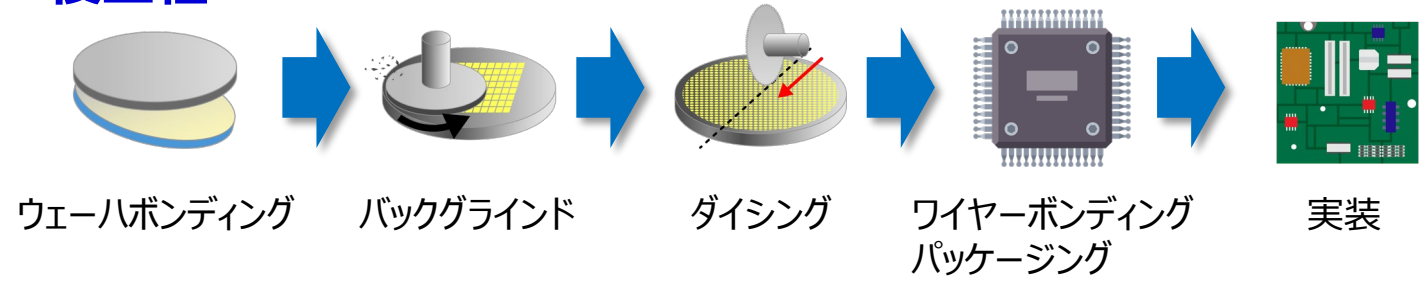 ウェーハボンディング
バックグラインド
ダイシング
ワイヤーボンディング
パッケージング
実装